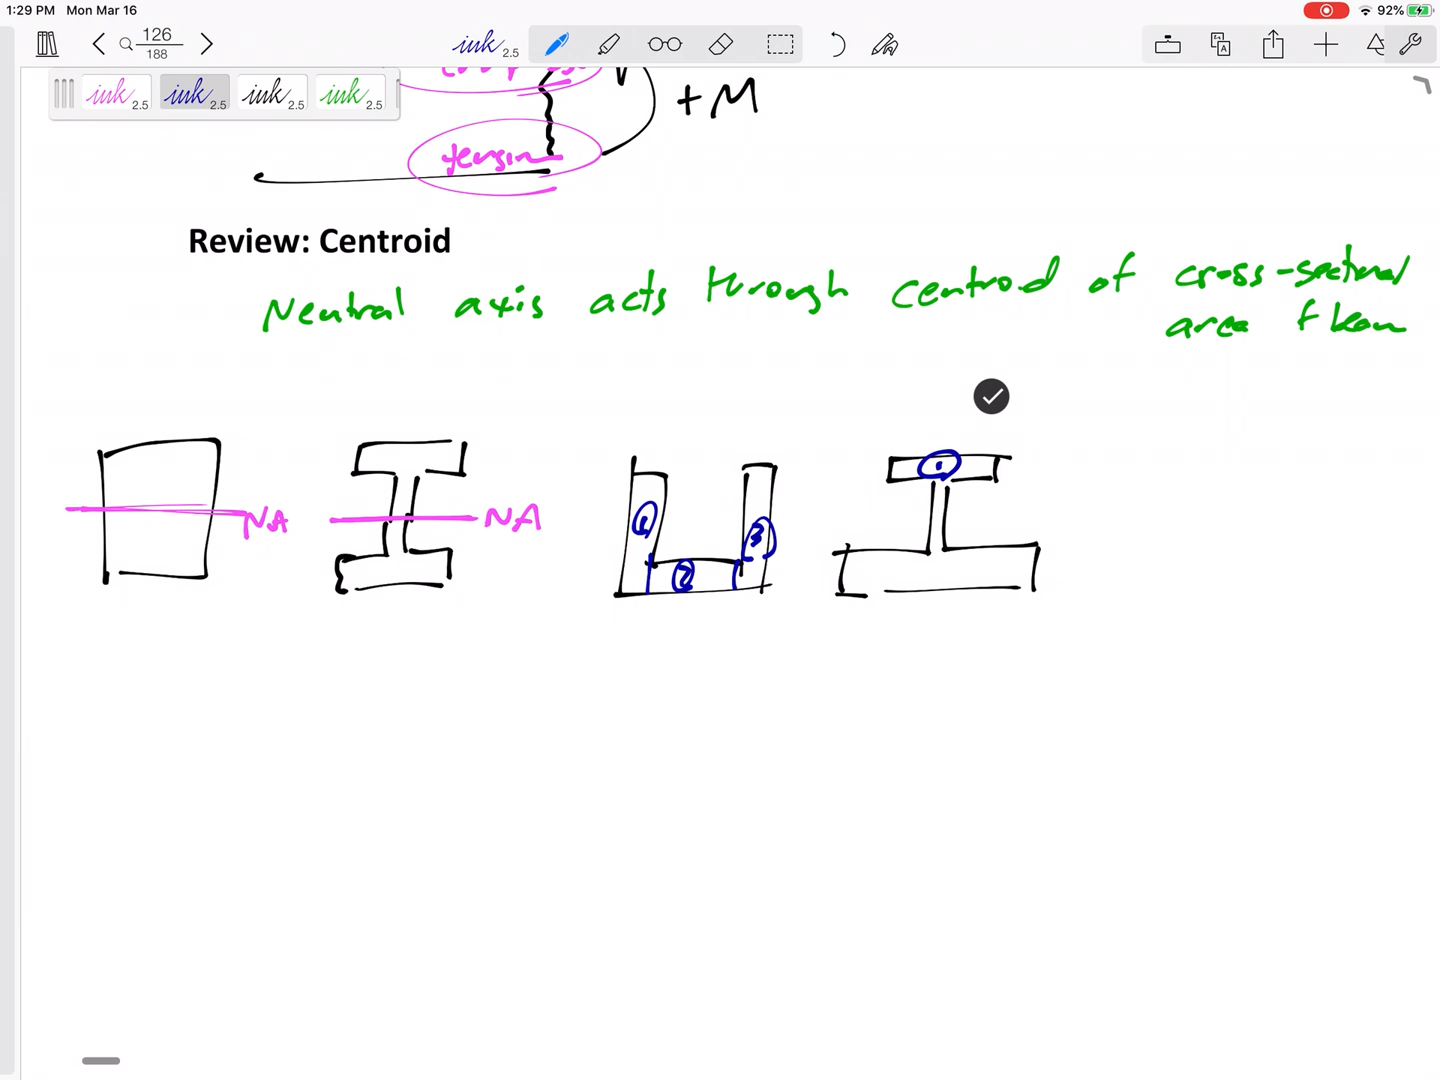 1:29 PM Mon Mar 16
92%
126
188
ink 2.5
ink 2.5 ink 2.5 ink 2.5 ink 2.5
+M
tension
Review: Centroid
Neutral axis acts through centroid of cross-sectional
area
NA
NA
1
2
3
1